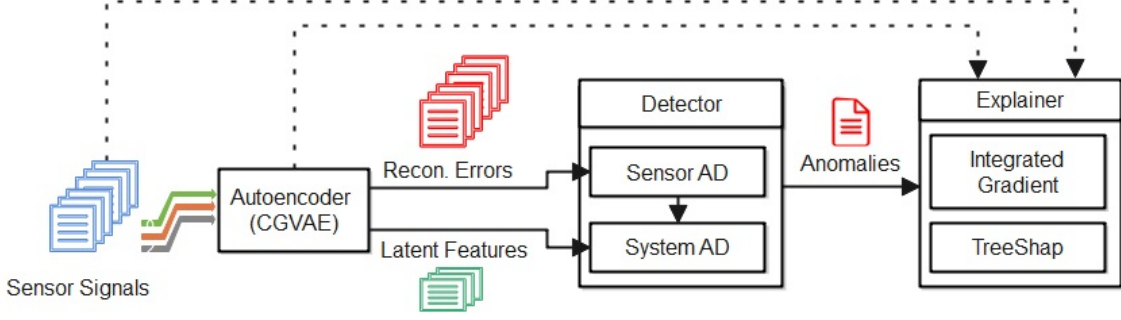 Detector
Explainer
Recon. Errors
Anomalies
Sensor AD
Integrated
Gradient
Autoencoder
(CGVAE)
Latent Features
System AD
TreeShap
Sensor Signals